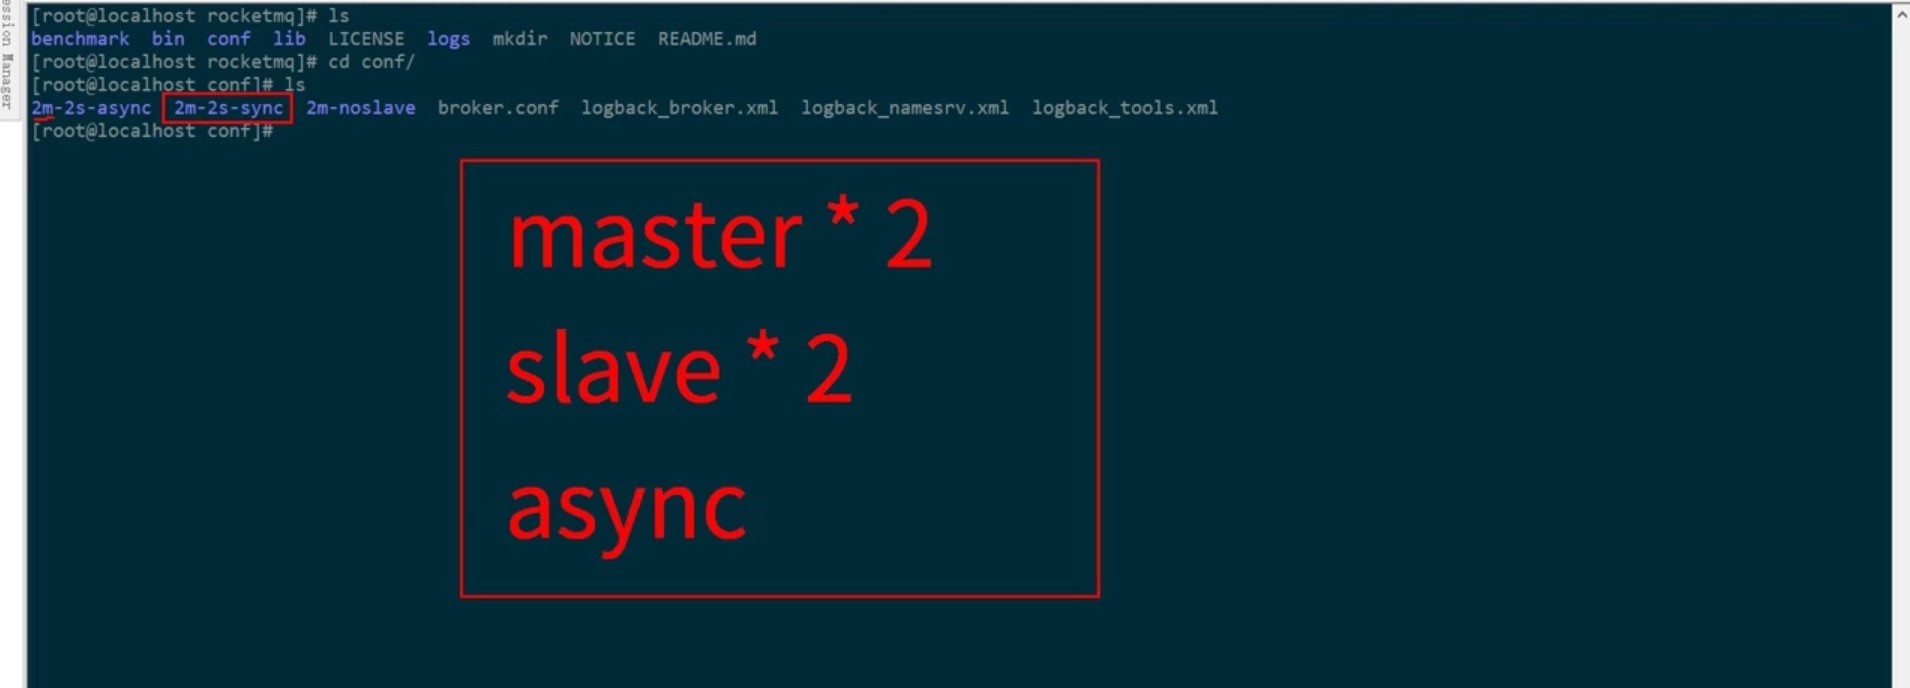 ession Manager
[root@localhost rocketmq]# ls
benchmark bin conf lib LICENSE logs mkdir NOTICE README.md
[root@localhost rocketmq]# cd conf/
[root@localhost conf]# ls
2m-2s-async 2m-2s-sync 2m-noslave broker.conf logback_broker.xml logback_namesrv.xml logback_tools.xml
[root@localhost conf]#
master * 2
slave * 2
async